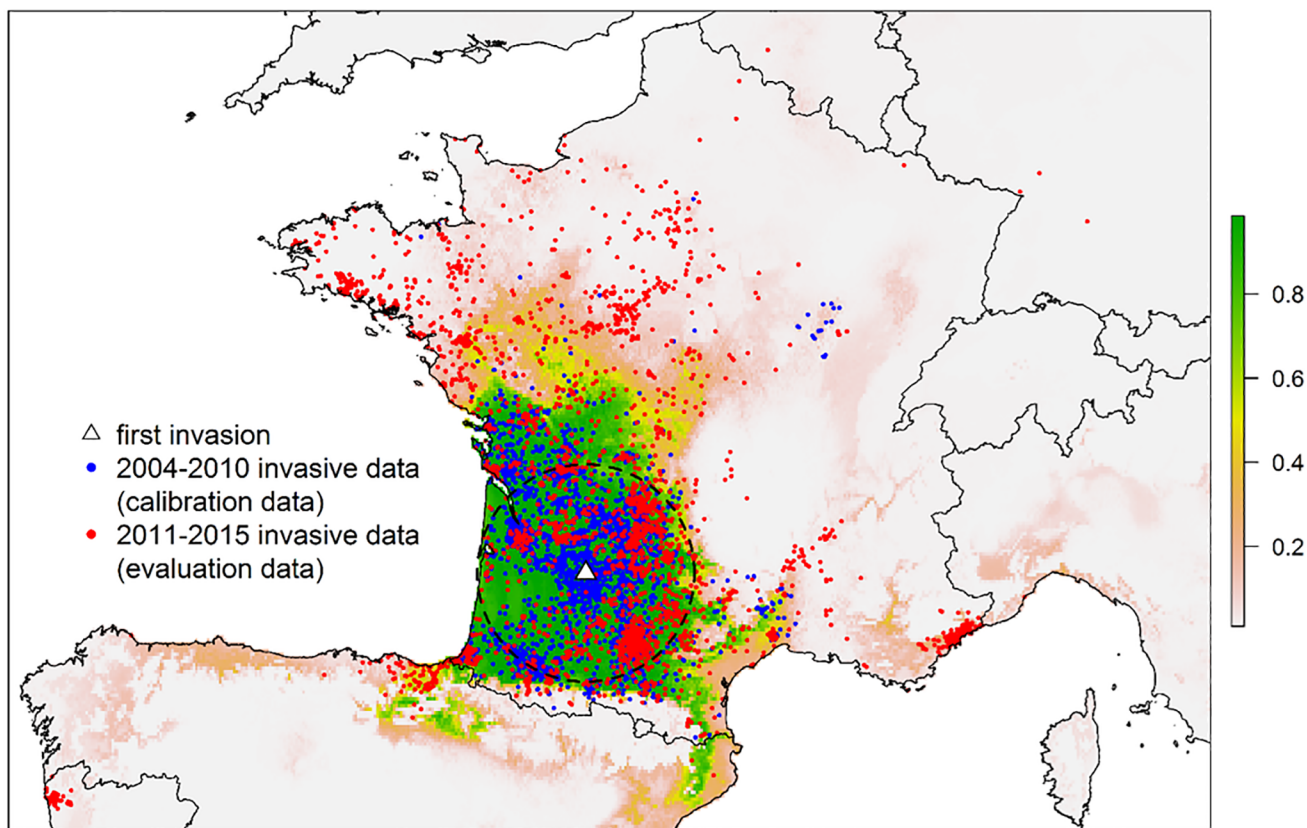 first invasion
2004-2010 invasive data
(calibration data)
2011-2015 invasive data
(evaluation data)
0.8
0.6
0.4
0.2